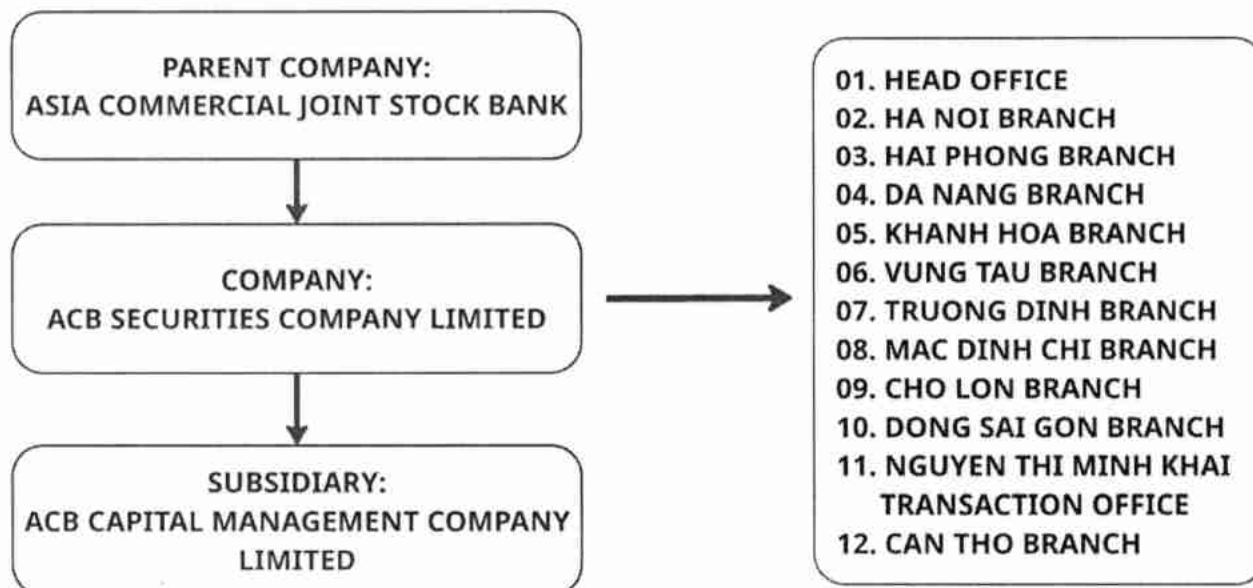 PARENT COMPANY:
ASIA COMMERCIAL JOINT STOCK BANK
COMPANY:
ACB SECURITIES COMPANY LIMITED
SUBSIDIARY:
ACB CAPITAL MANAGEMENT COMPANY
LIMITED
01. HEAD OFFICE
02. HA NOI BRANCH
03. HAI PHONG BRANCH
04. DA NANG BRANCH
05. KHANH HOA BRANCH
06. VUNG TAU BRANCH
07. TRUONG DINH BRANCH
08. MAC DINH CHI BRANCH
09. CHO LON BRANCH
10. DONG SAI GON BRANCH
11. NGUYEN THI MINH KHAI
TRANSACTION OFFICE
12. CAN THO BRANCH